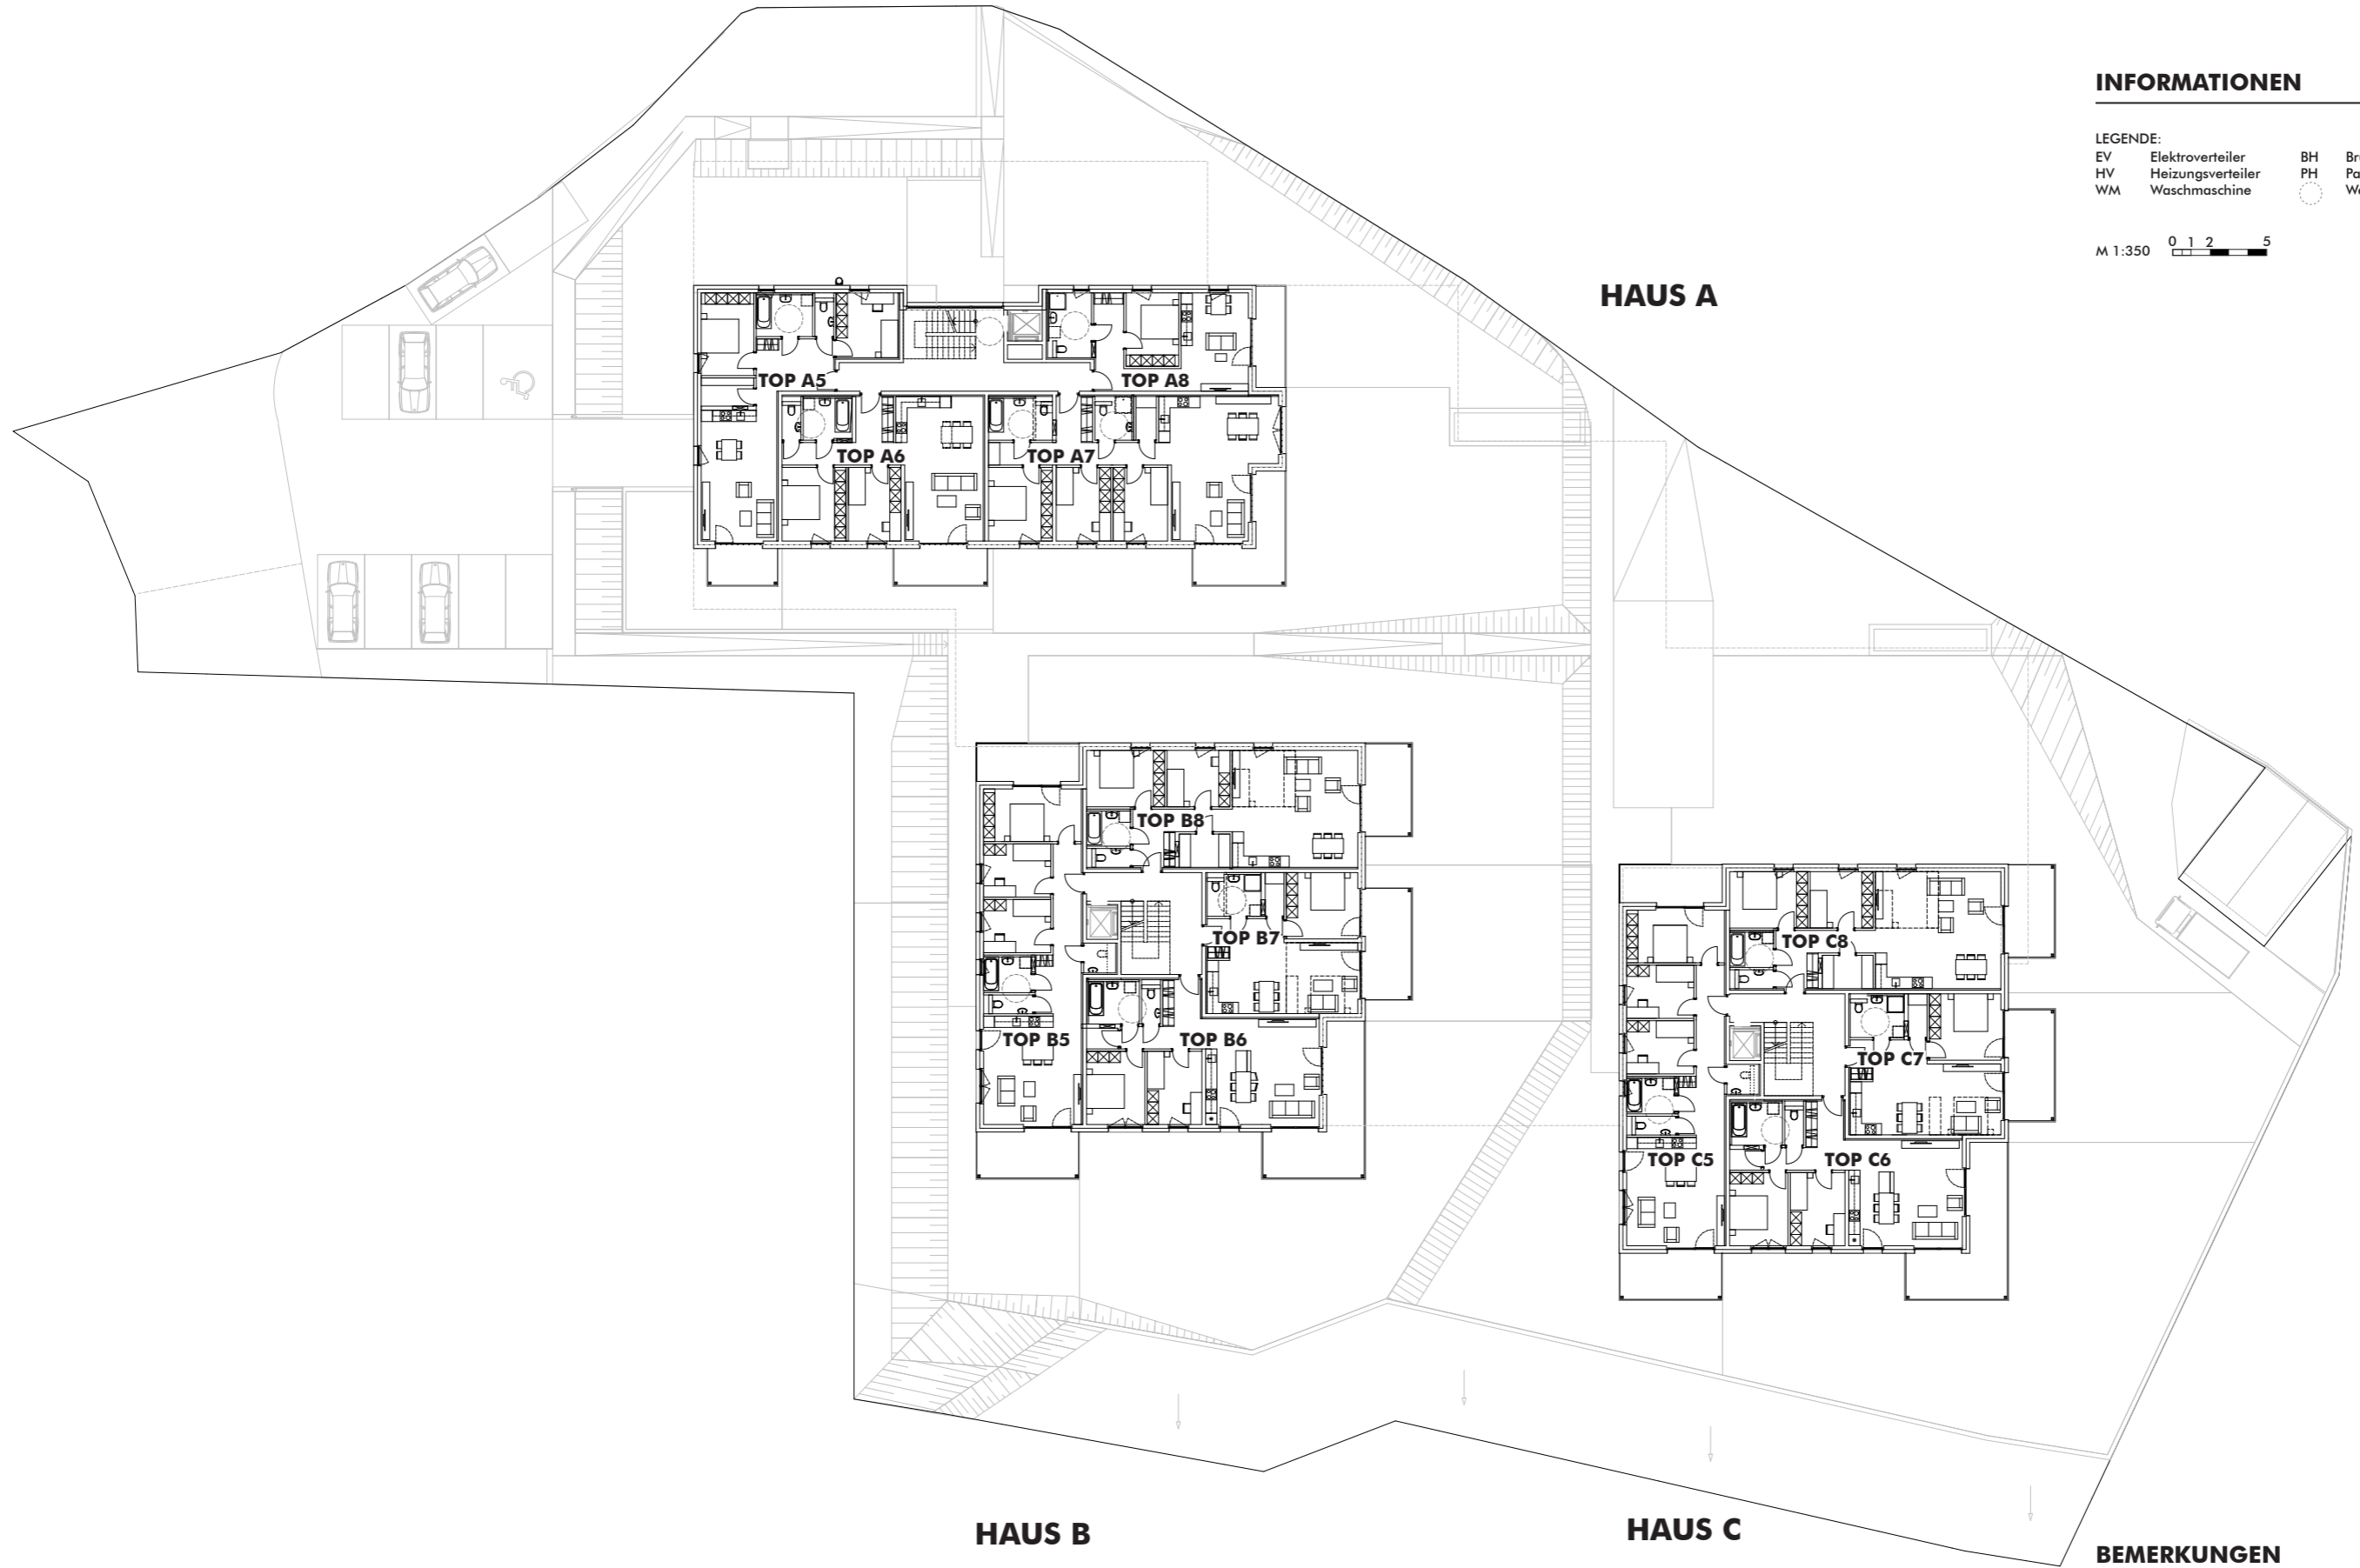 INFORMATIONEN
LEGENDE:
EV Elektroverteiler BH
HV Heizungsverteiler PH
WM Waschmaschine
M 1:350 0 1 2 5
HAUS A
TOP A5
TOP A8
TOP A6
TOP A7
TOP B8
TOP B7
TOP C8
TOP B5
TOP B6
TOP C7
TOP C5
TOP C6
HAUS B
HAUS C
BEMERKUNGEN